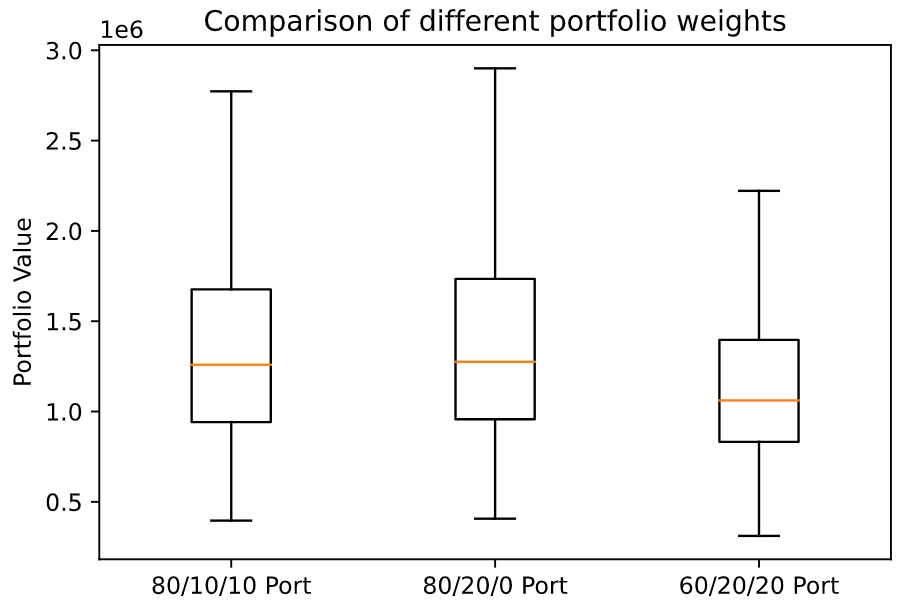 Comparison of different portfolio weights
1e6
3.0
2.5
2.0
1.5
1.0
0.5
Portfolio Value
80/10/10 Port
80/20/0 Port
60/20/20 Port